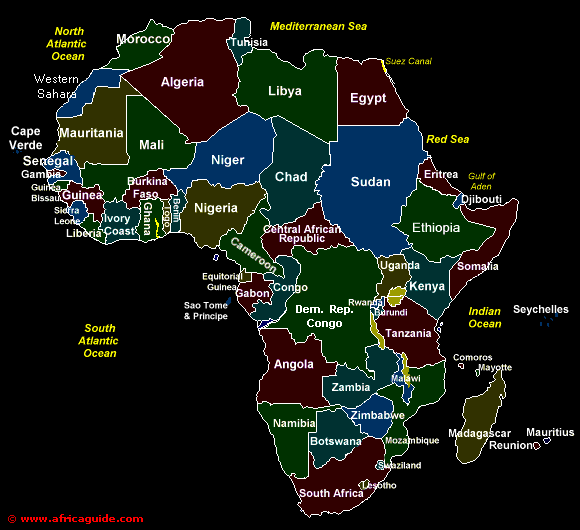 Mediterranean Sea
North
Atlantic
Ocean
Morocco
Tunisia
Suez Canal
Algeria
Libya
Egypt
Western
Sahara
Mauritania
Mali
Niger
Chad
Sudan
Red Sea
Cape
Verde
Senegal
Gambia
Guinea
Bissau
Guinea
Sierra
Leone
Liberia
Ivory
Coast
Burkina
Faso
Ghana
Togo
Benin
Nigeria
Eritrea
Gulf of
Aden
Djibouti
Ethiopia
Somalia
Central African
Republic
Cameroon
Equitorial
Guinea
Sao Tome
& Principe
Gabon
Congo
Dem. Rep.
Congo
Uganda
Kenya
Rwanda
Burundi
Tanzania
Indian
Ocean
Seychelles
South
Atlantic
Ocean
Angola
Zambia
Malawi
Comoros
Mayotte
Namibia
Botswana
Zimbabwe
Mozambique
Madagascar
Reunion
Mauritius
Swaziland
Lesotho
South Africa
© www.africaguide.com